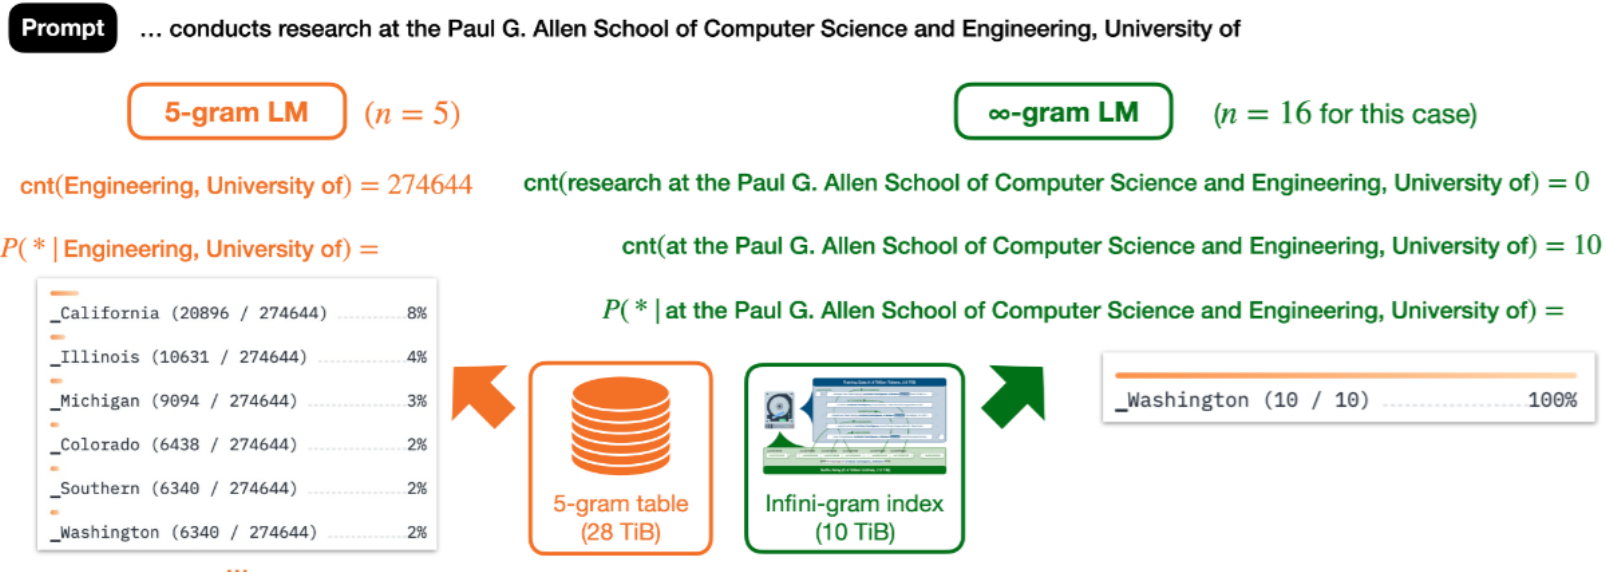 Prompt
... conducts research at the Paul G. Allen School of Computer Science and Engineering, University of
5-gram LM (n = 5)
cnt(Engineering, University of) = 274644
P( * | Engineering, University of) =
_California (20896 / 274644) 8%
_Illinois (10631 / 274644) 4%
_Michigan (9094 / 274644) 3%
_Colorado (6438 / 274644) 2%
_Southern (6340 / 274644) 2%
_Washington (6340 / 274644) 2%
...
5-gram table
(28 TiB)
∞-gram LM (n = 16 for this case)
cnt(research at the Paul G. Allen School of Computer Science and Engineering, University of) = 0
cnt(at the Paul G. Allen School of Computer Science and Engineering, University of) = 10
P( * | at the Paul G. Allen School of Computer Science and Engineering, University of) =
Infini-gram index
(10 TiB)
_Washington (10 / 10) 100%